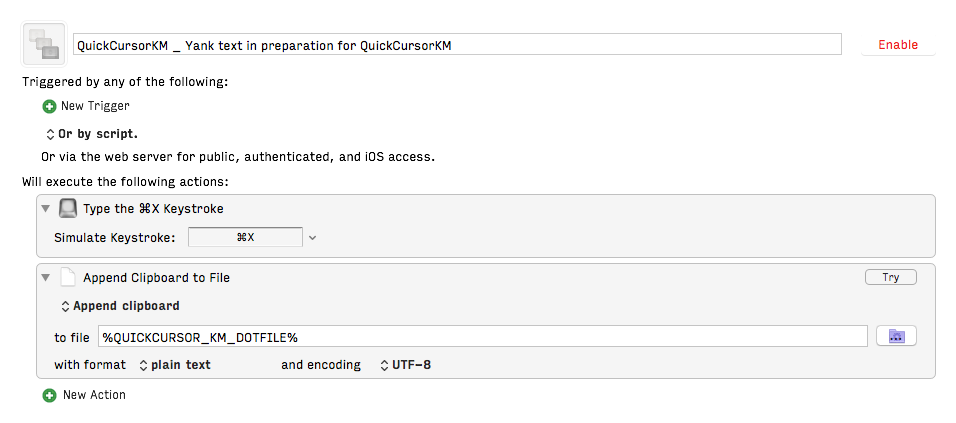 QuickCursorKM _ Yank text in preparation for QuickCursorKM
Enable
Triggered by any of the following:
New Trigger
Or by script.
Or via the web server for public, authenticated, and iOS access.
Will execute the following actions:
Type the ⌘X Keystroke
Simulate Keystroke: ⌘X
Append Clipboard to File
Try
Append clipboard
to file %QUICKCURSOR_KM_DOTFILE%
with format plain text and encoding UTF-8
New Action